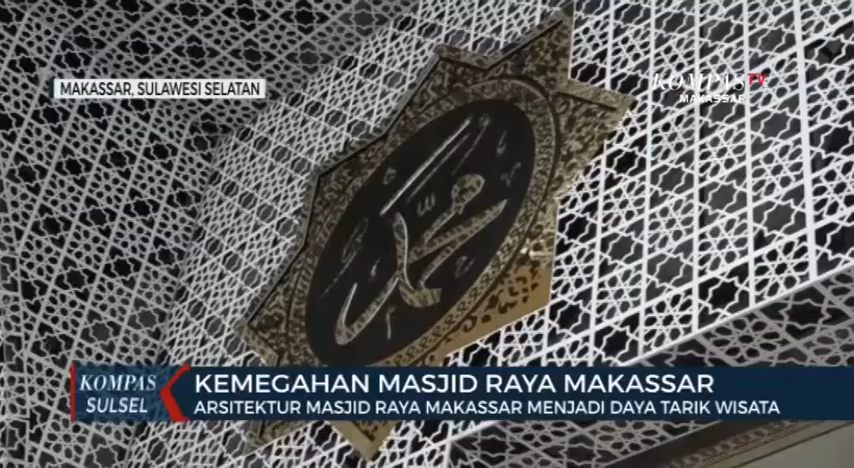 MAKASSAR, SULAWESI SELATAN
KOMPAS TV
MAKASSAR
محمد
KOMPAS
SULSEL
KEMEGAHAN MASJID RAYA MAKASSAR
ARSITEKTUR MASJID RAYA MAKASSAR MENJADI DAYA TARIK WISATA